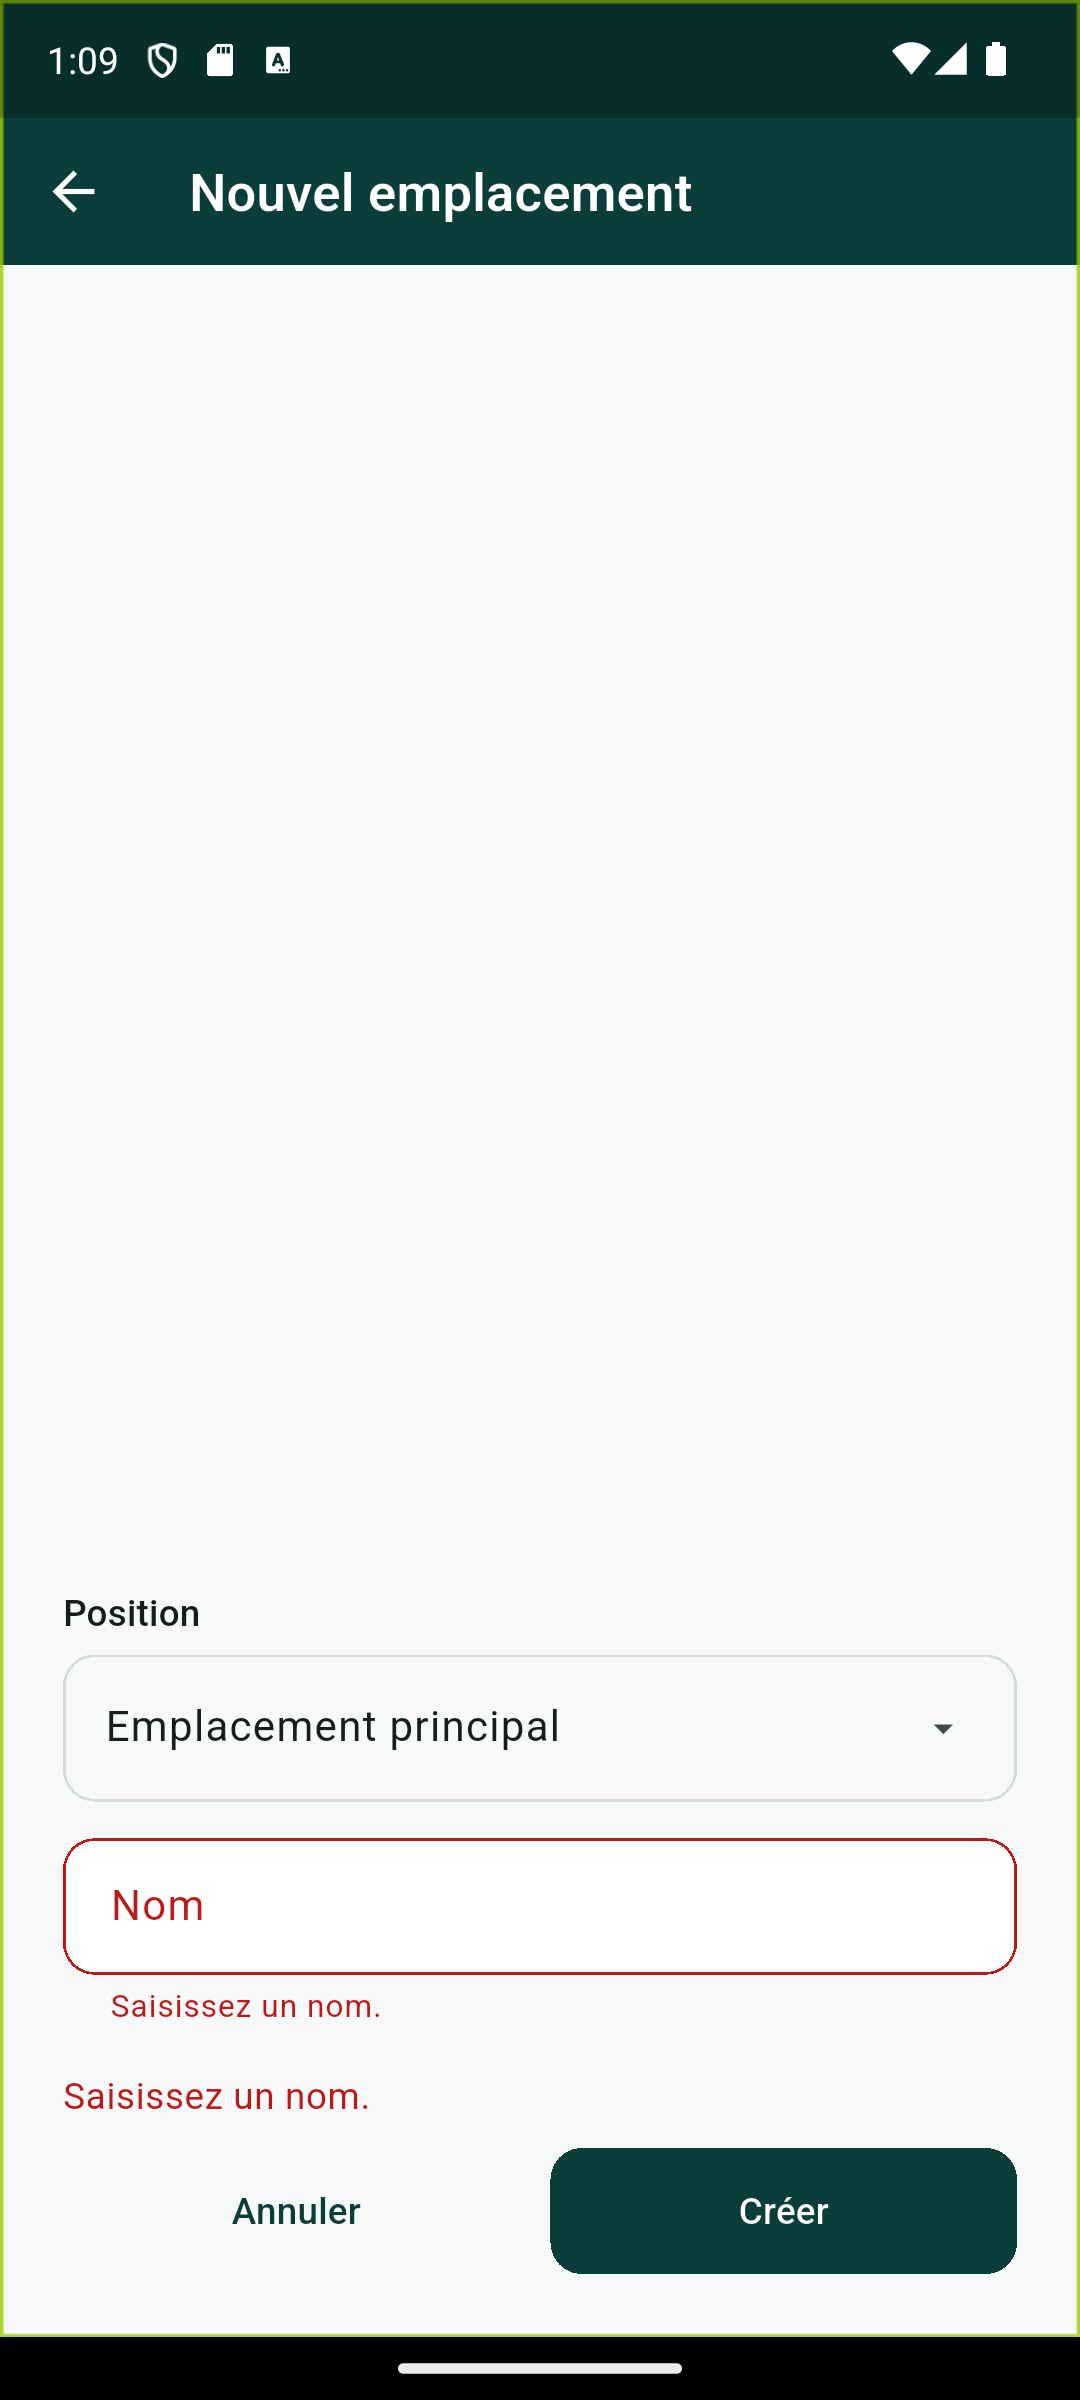 1:09
Nouvel emplacement
Position
Emplacement principal
Nom
Saisissez un nom.
Saisissez un nom.
Annuler
Créer